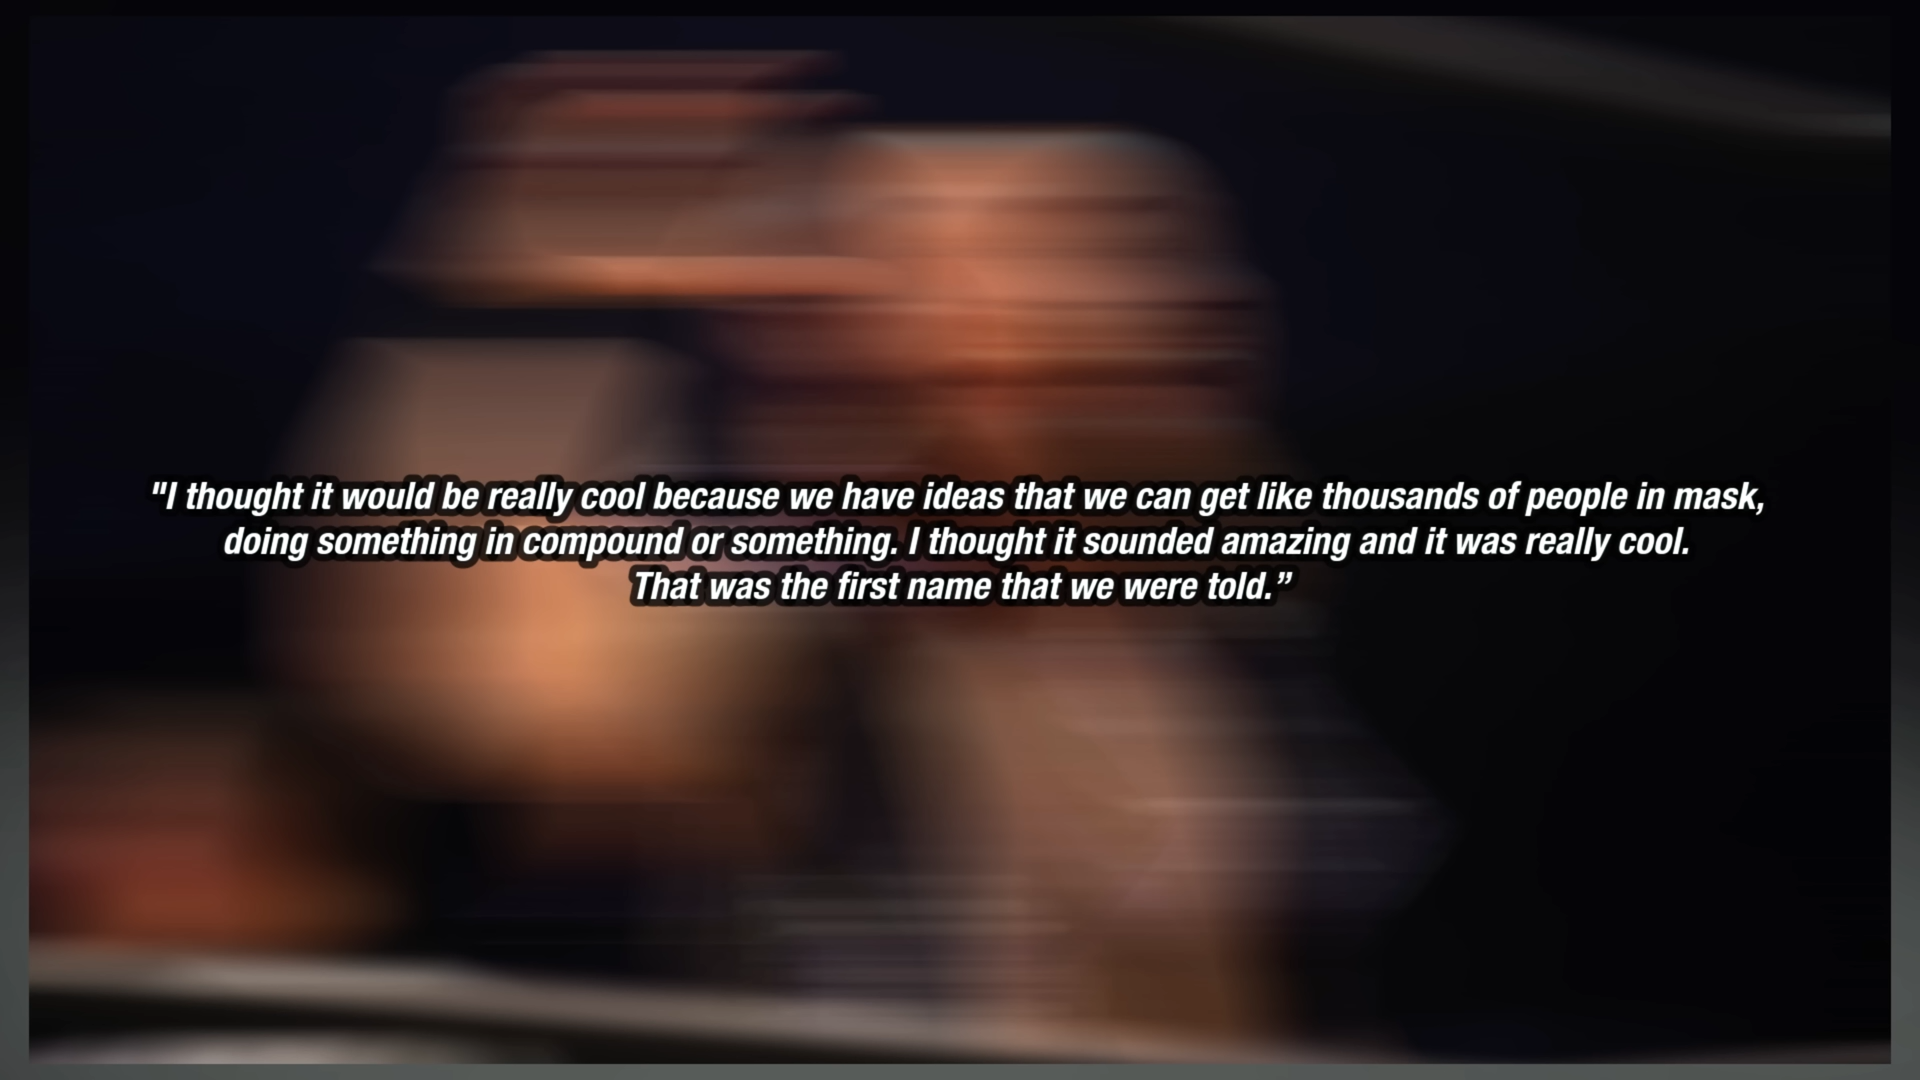 "I thought it would be really cool because we have ideas that we can get like thousands of people in mask,
doing something in compound or something. I thought it sounded amazing and it was really cool.
That was the first name that we were told.”